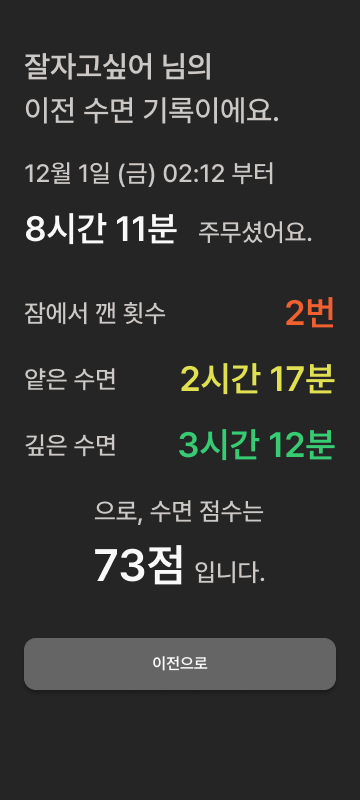 잘자고싶어 님의
이전 수면 기록이에요.
12월 1일 (금) 02:12 부터
8시간 11분 주무셨어요.
잠에서 깬 횟수 2번
얕은 수면 2시간 17분
깊은 수면 3시간 12분
으로, 수면 점수는
73점 입니다.
이전으로